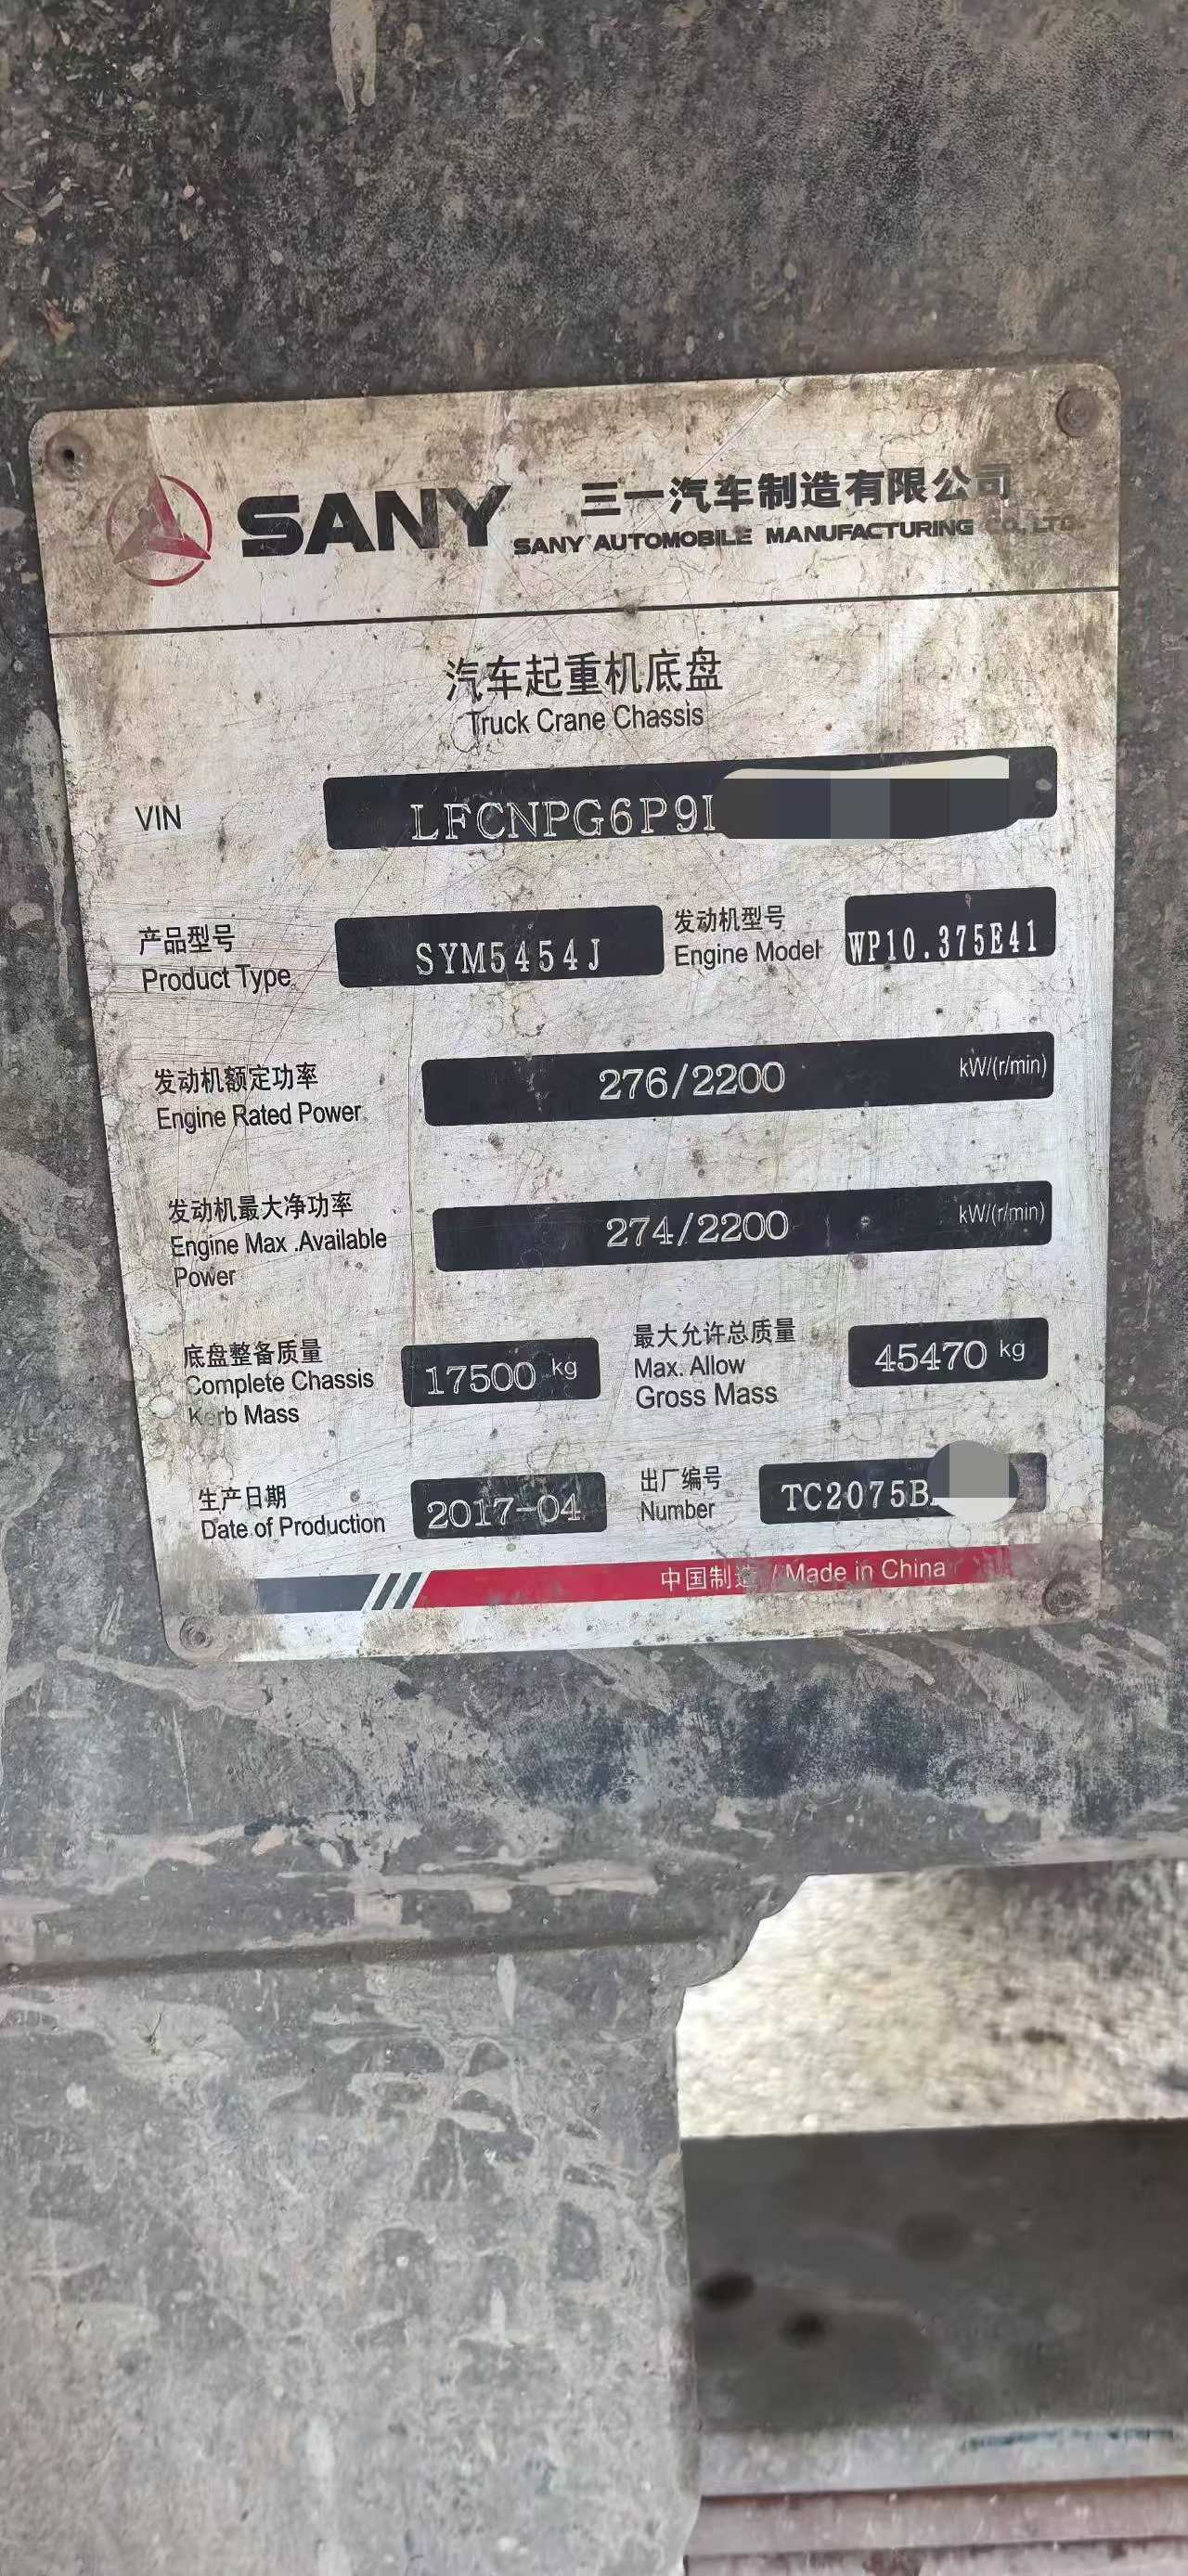 SANY 三一汽车制造有限公司
SANY AUTOMOBILE MANUFACTURING CO., LTD.
汽车起重机底盘
Truck Crane Chassis
VIN LFCNPG6P9
产品型号 SYM5454J 发动机型号 WP10.375E41
Product Type Engine Model
发动机额定功率 276/2200 kW/(r/min)
Engine Rated Power
发动机最大净功率 274/2200 kW/(r/min)
Engine Max .Available
Power
底盘整备质量 17500 kg 最大允许总质量 45470 kg
Complete Chassis Max. Allow
Kerb Mass Gross Mass
生产日期 2017-04 出厂编号 TC2075B
Date of Production Number
中国制造 / Made in China